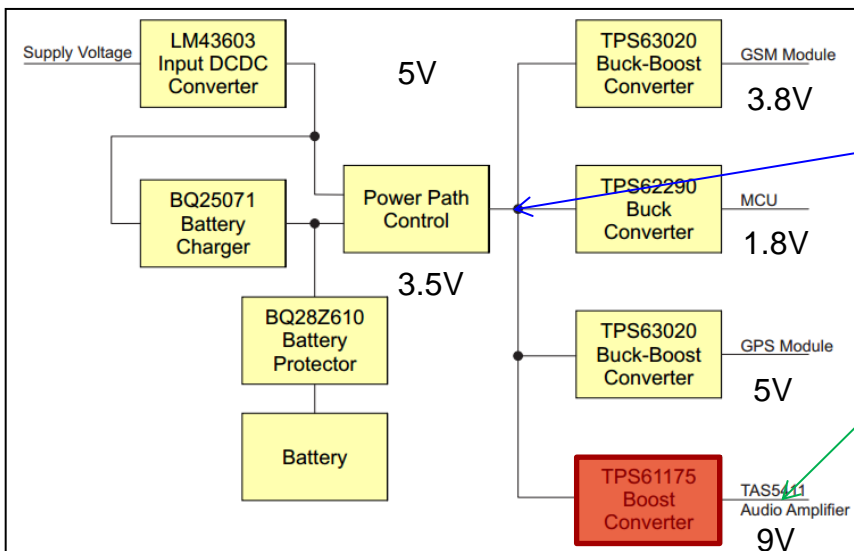 Supply Voltage
LM43603
Input DCDC
Converter
5V
TPS63020
Buck-Boost
Converter
GSM Module
3.8V
BQ25071
Battery
Charger
Power Path
Control
3.5V
TPS62290
Buck
Converter
MCU
1.8V
BQ28Z610
Battery
Protector
TPS63020
Buck-Boost
Converter
GPS Module
5V
Battery
TPS61175
Boost
Converter
TAS5411
Audio Amplifier
9V